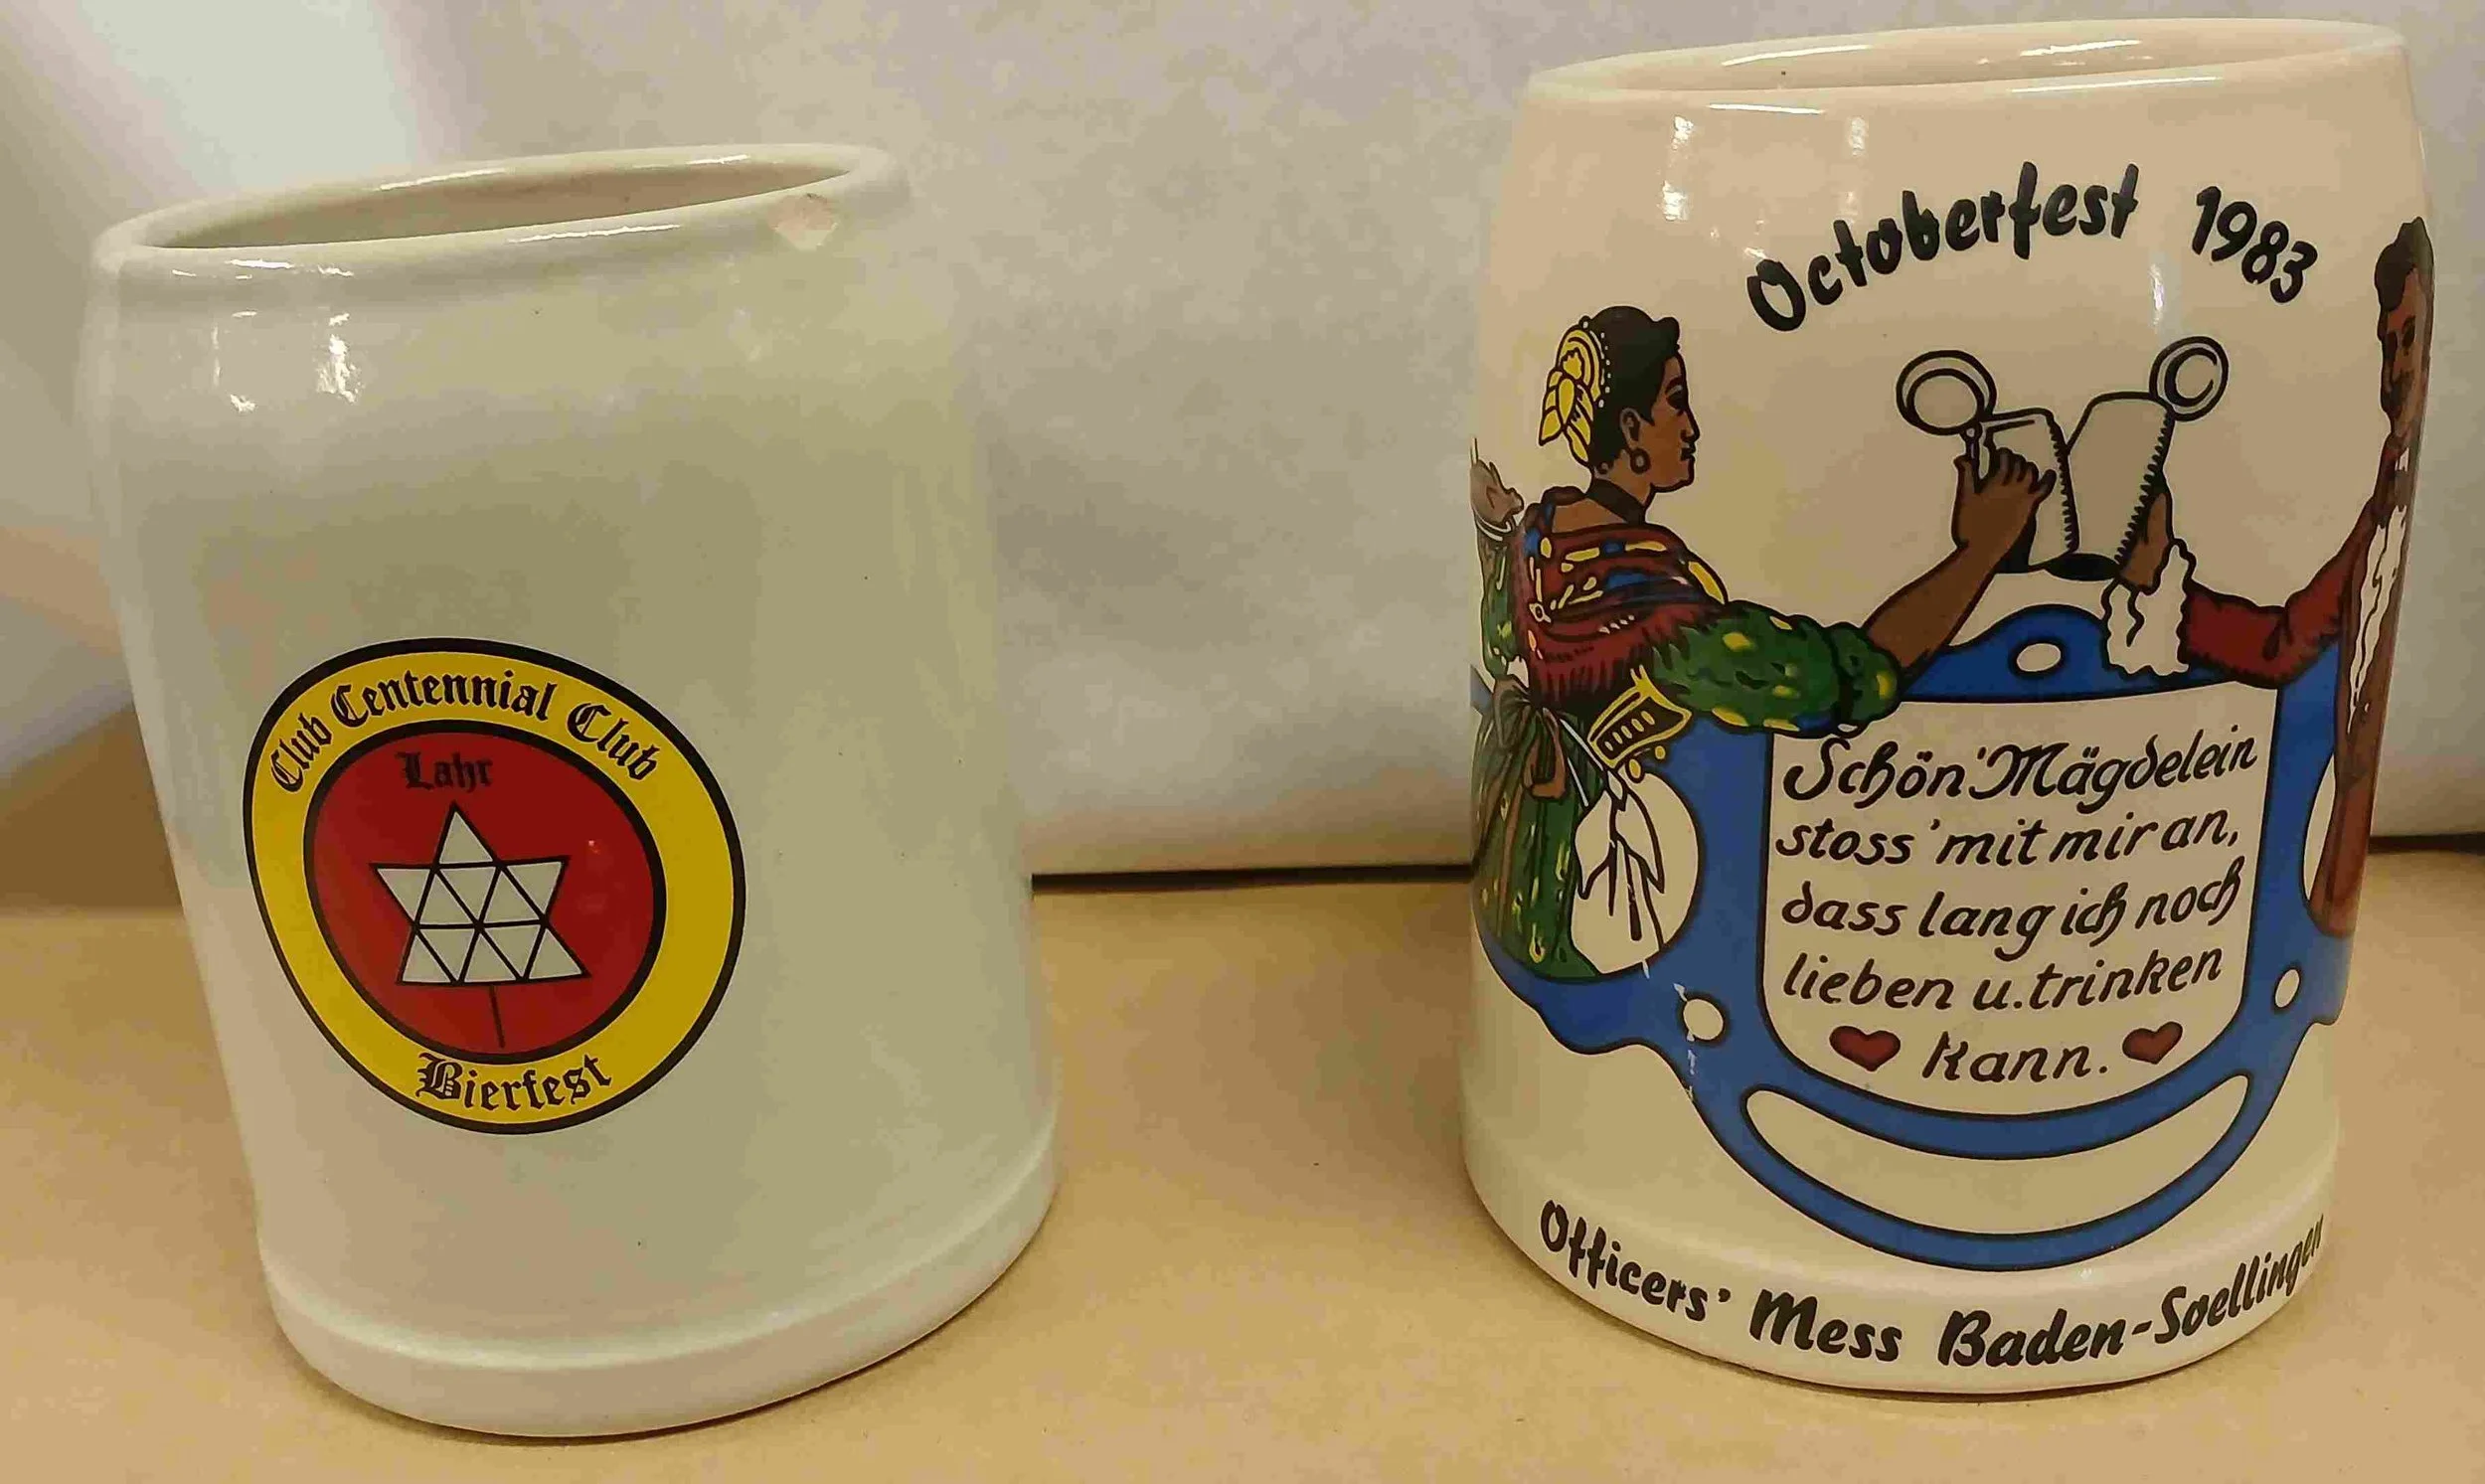 Club Centennial Club
Lahr
Bierfest
Octoberfest 1983
Schön' Mägdelein
stoss' mit mir an,
dass lang ich noch
lieben u. trinken
kann.
Officers' Mess Baden-Soellingen